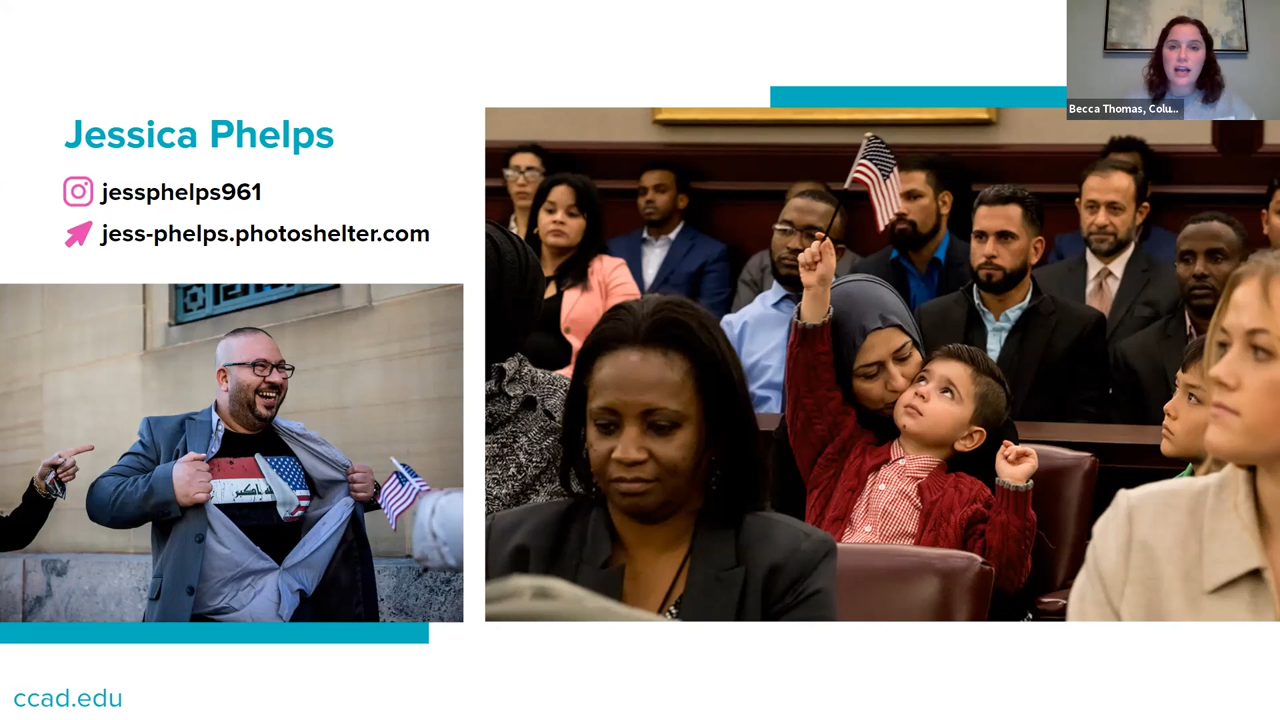 Becca Thomas, Colu...
Jessica Phelps
jessphelps961
jess-phelps.photoshelter.com
ccad.edu